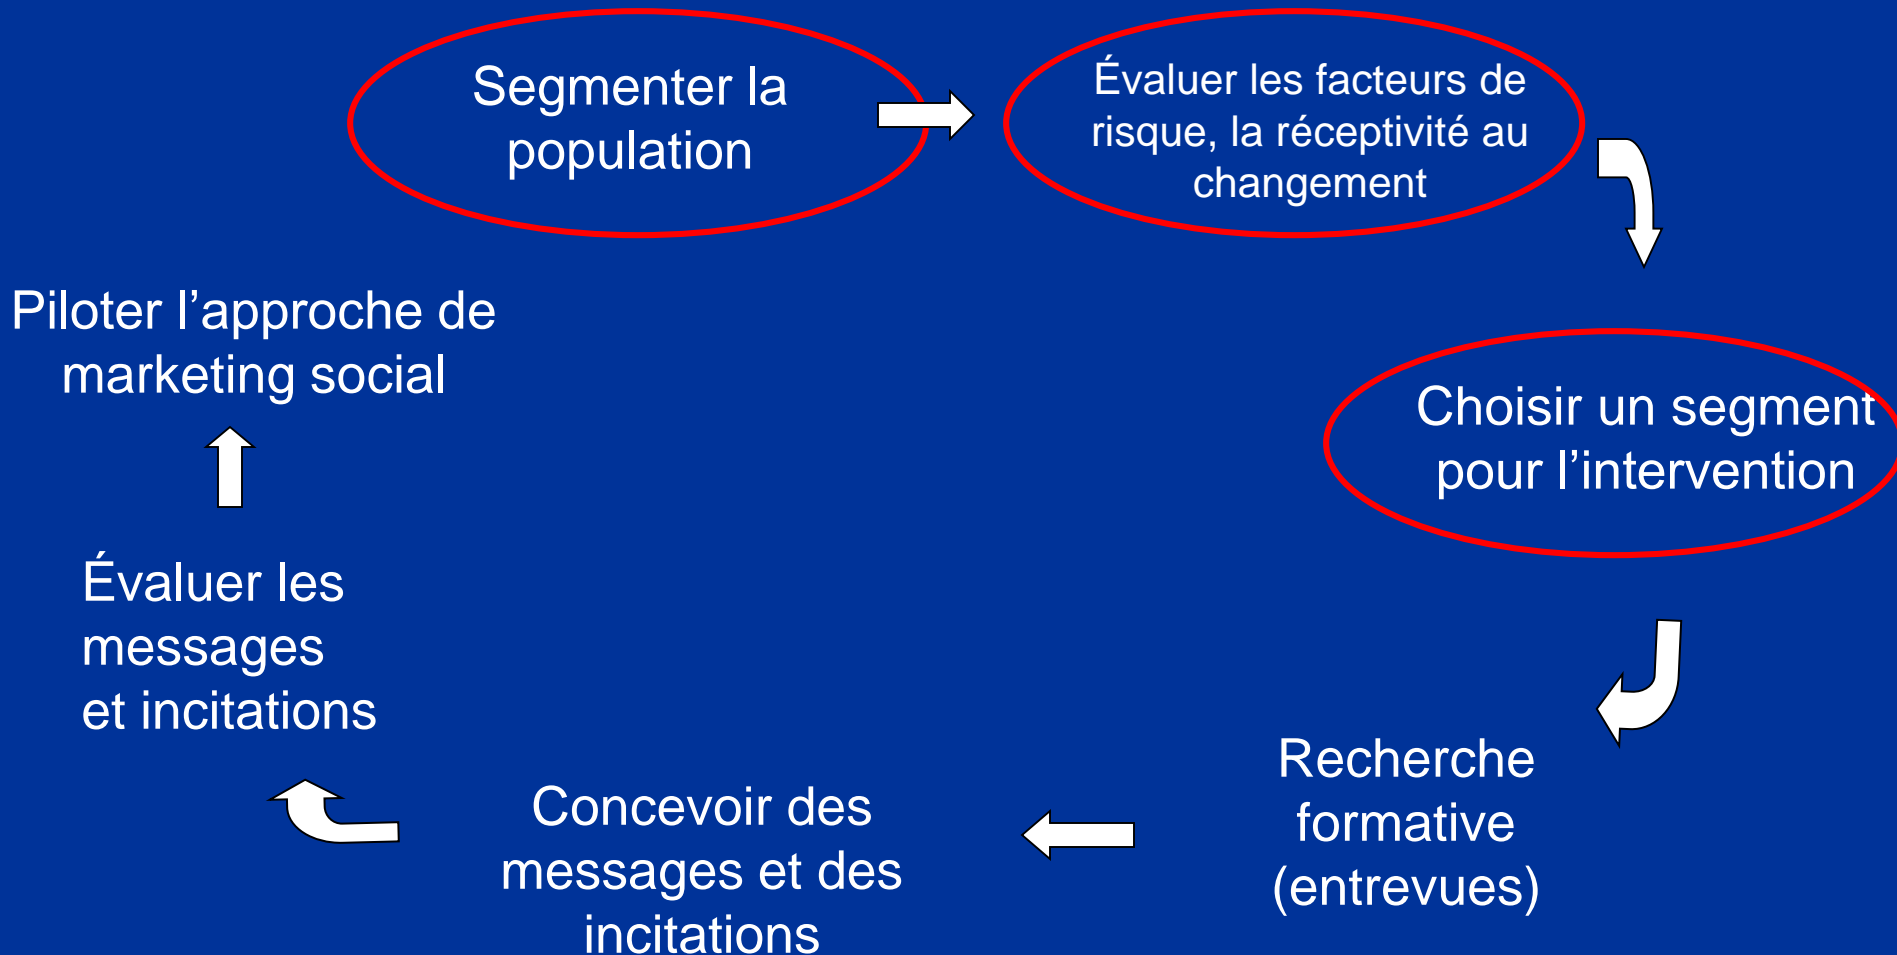 Segmenter la
population
Évaluer les facteurs de
risque, la réceptivité au
changement
Choisir un segment
pour l’intervention
Recherche
formative
(entrevues)
Concevoir des
messages et des
incitations
Évaluer les
messages
et incitations
Piloter l’approche de
marketing social